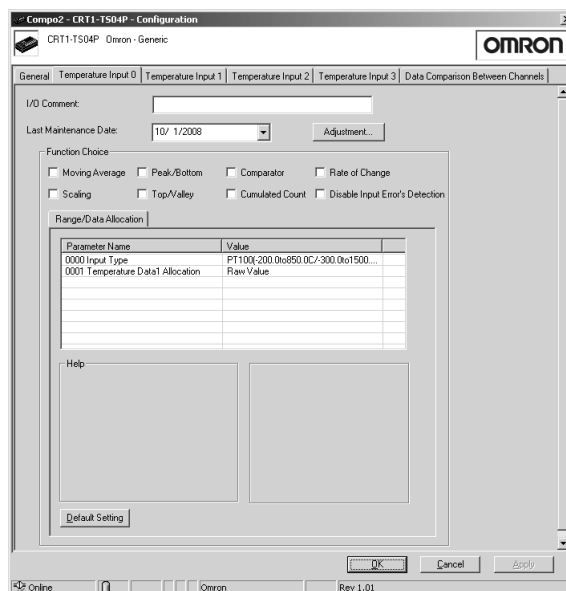 Compo2 - CRT1-TS04P - Configuration
CRT1-TS04P Omron - Generic
OMRON
General Temperature Input 0 Temperature Input 1 Temperature Input 2 Temperature Input 3 Data Comparison Between Channels
I/O Comment:
Last Maintenance Date: 10/ 1/2008 Adjustment...
Function Choice
Moving Average Peak/Bottom Comparator Rate of Change
Scaling Top/Valley Cumulated Count Disable Input Error's Detection
Range/Data Allocation
Parameter Name Value
0000 Input Type PT100(-200.0to850.0C/-300.0to1500....
0001 Temperature Data1 Allocation Raw Value
Help
Default Setting
OK Cancel Apply
Online Omron Rev 1.01